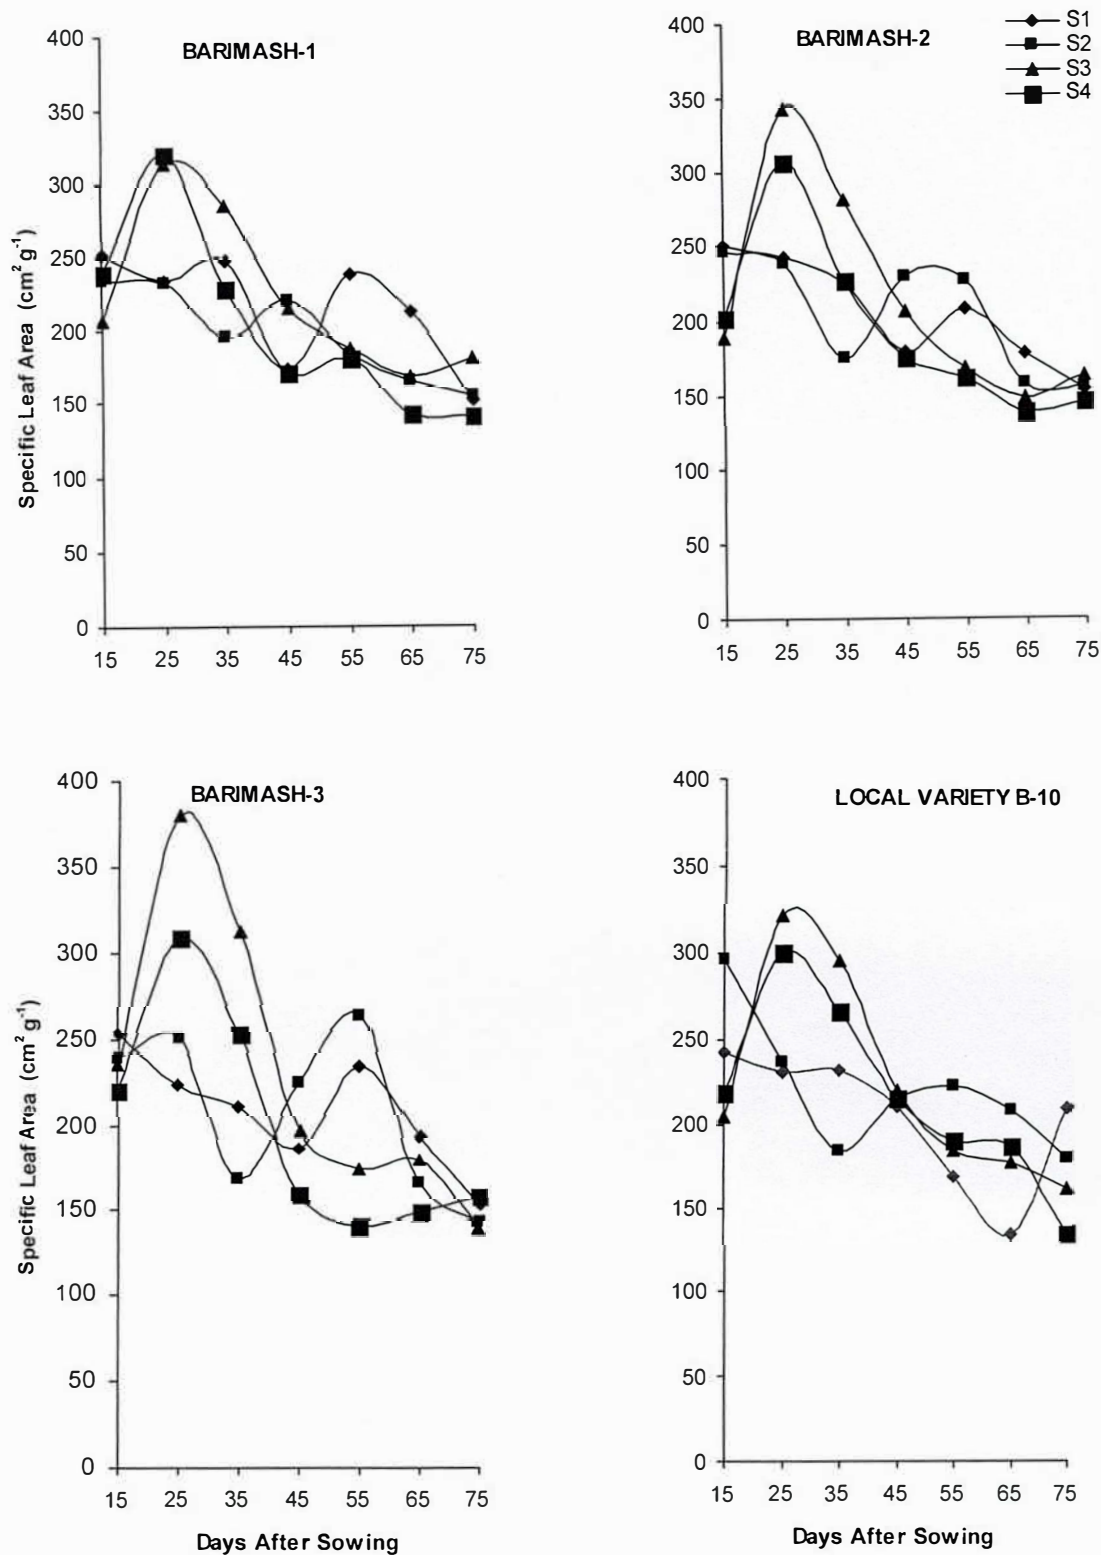 BARIMASH-1
400
350
300
250
200
150
100
50
0
Specific Leaf Area (cm² g⁻¹)
15 25 35 45 55 65 75
BARIMASH-2
S1
S2
S3
S4
400
350
300
250
200
150
100
50
0
15 25 35 45 55 65 75
BARIMASH-3
400
350
300
250
200
150
100
50
0
Specific Leaf Area (cm² g⁻¹)
15 25 35 45 55 65 75
Days After Sowing
LOCAL VARIETY B-10
400
350
300
250
200
150
100
50
0
15 25 35 45 55 65 75
Days After Sowing